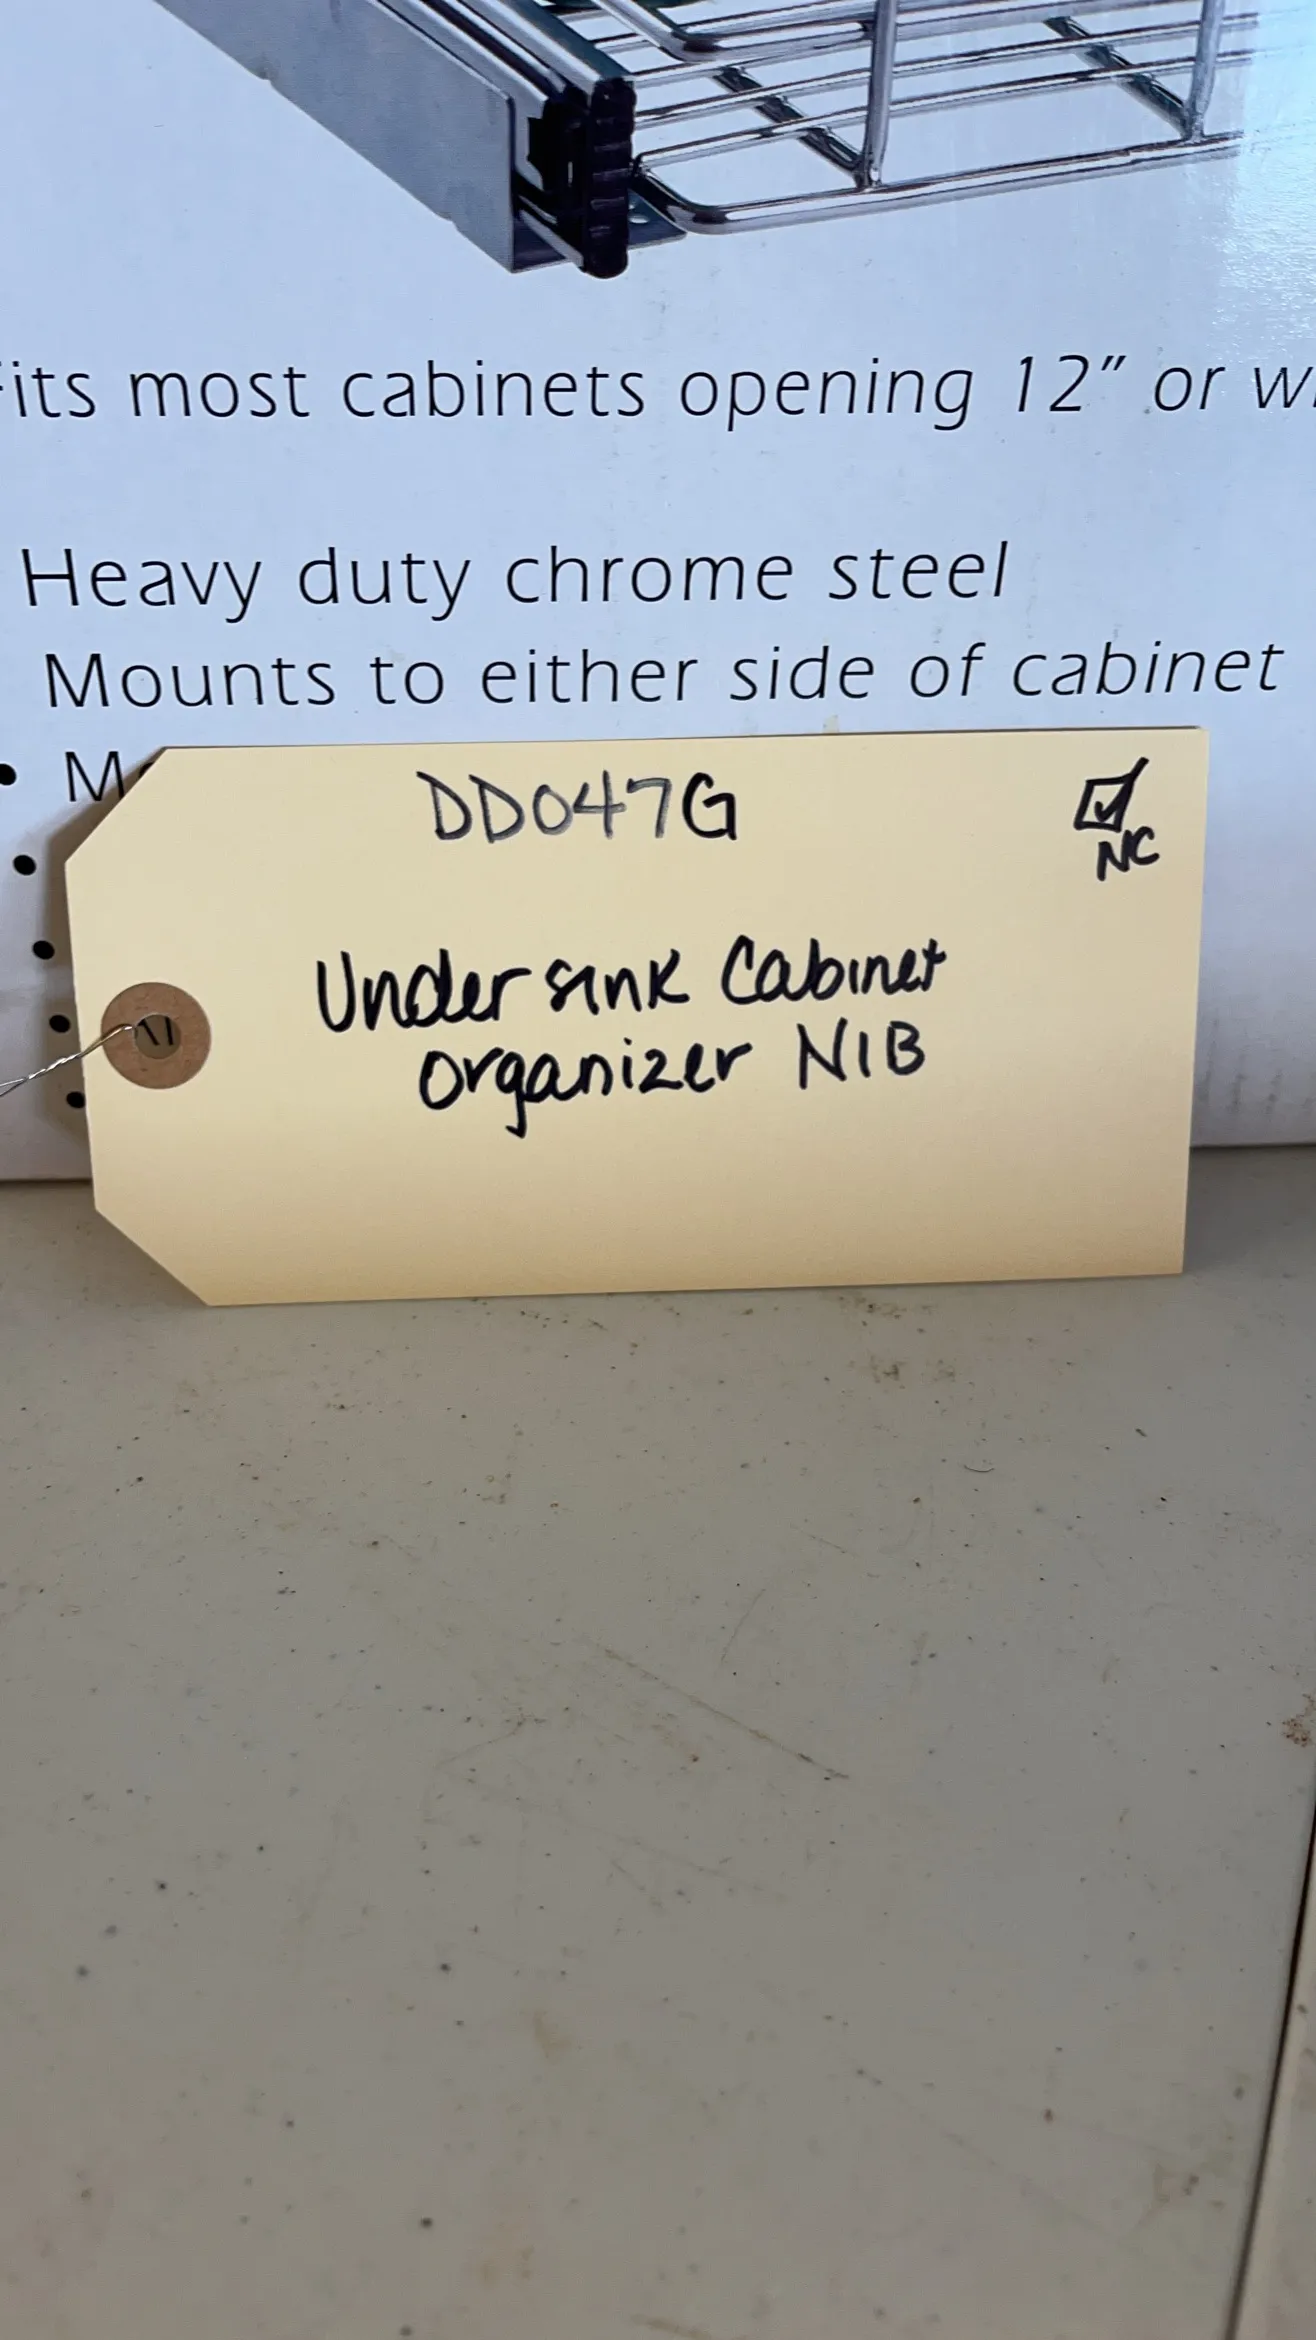 Fits most cabinets opening 12" or
Heavy duty chrome steel
Mounts to either side of cabinet
DD047G
NC
Under sink Cabinet
organizer NIB